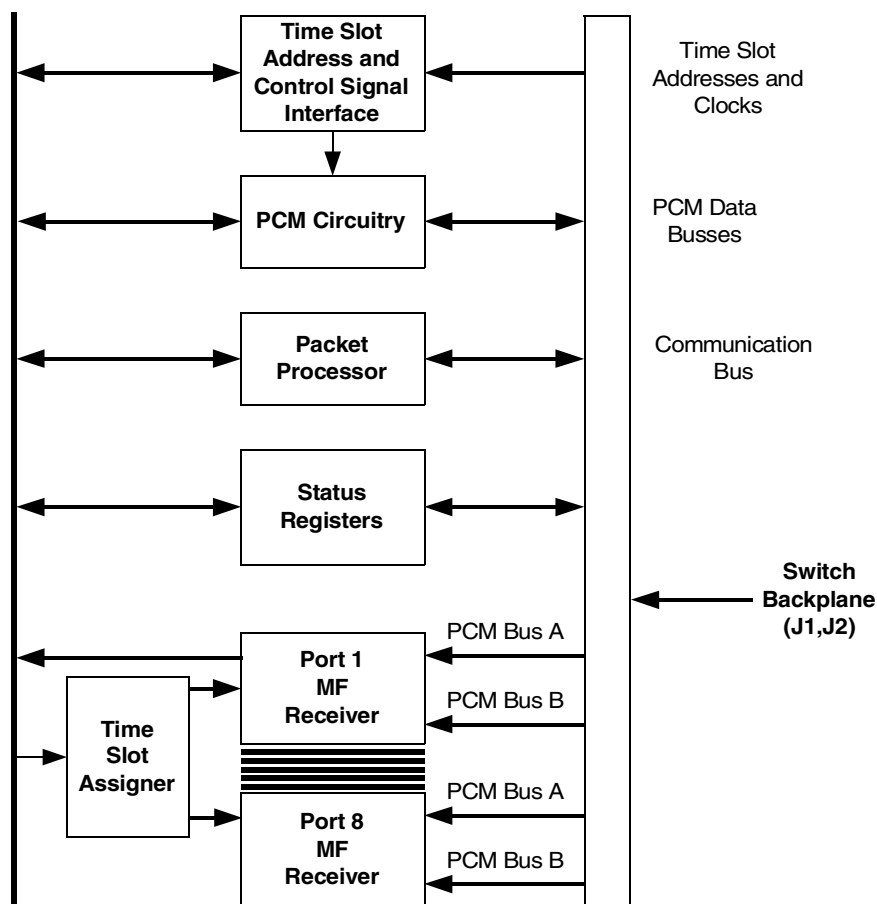 Time Slot
Address and
Control Signal
Interface
Time Slot
Addresses and
Clocks
PCM Circuitry
PCM Data
Busses
Packet
Processor
Communication
Bus
Status
Registers
Switch
Backplane
(J1,J2)
Port 1
MF
Receiver
PCM Bus A
PCM Bus B
Time
Slot
Assigner
Port 8
MF
Receiver
PCM Bus A
PCM Bus B